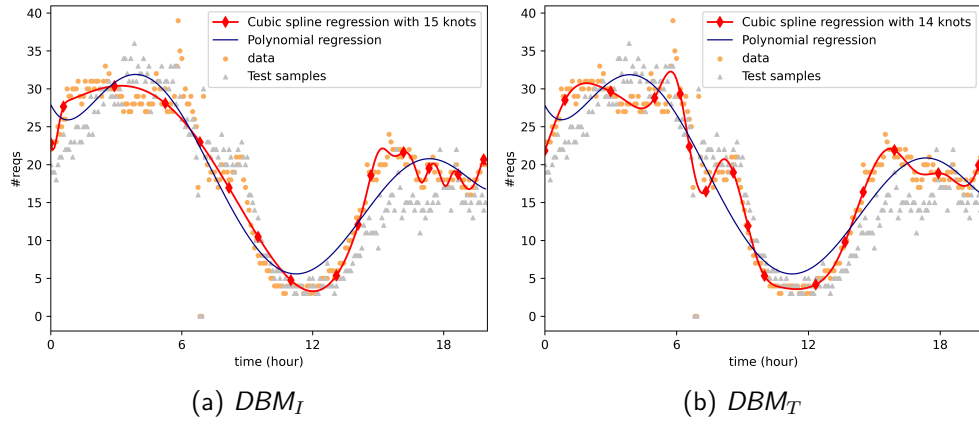 Cubic spline regression with 15 knots
Polynomial regression
data
Test samples
#reqs
40
35
30
25
20
15
10
5
0
0 6 12 18
time (hour)
(a) DBM_I
Cubic spline regression with 14 knots
Polynomial regression
data
Test samples
#reqs
40
35
30
25
20
15
10
5
0
0 6 12 18
time (hour)
(b) DBM_T